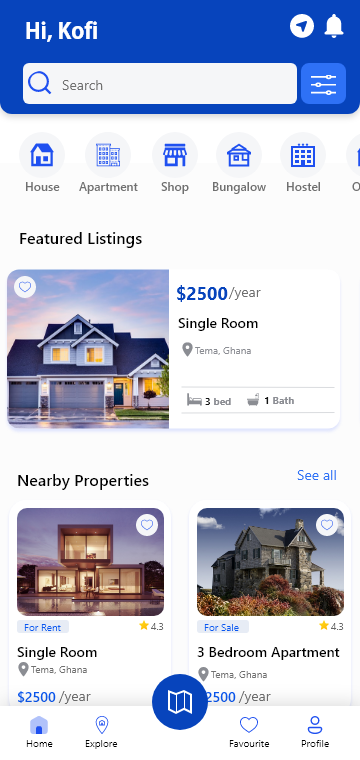 Hi, Kofi
Search
House Apartment Shop Bungalow Hostel O
Featured Listings
$2500/year
Single Room
Tema, Ghana
3 bed 1 Bath
Nearby Properties See all
For Rent 4.3 For Sale 4.3
Single Room 3 Bedroom Apartment
Tema, Ghana Tema, Ghana
$2500 /year 2500 /year
Home Explore Favourite Profile